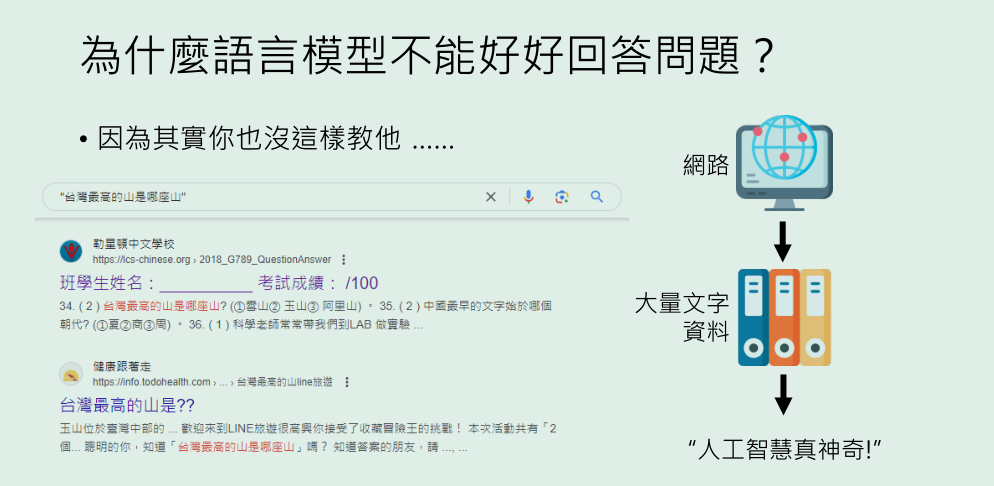 為什麼語言模型不能好好回答問題？
• 因為其實你也沒這樣教他 ……
"台灣最高的山是哪座山"
勒星頓中文學校
https://lcs-chinese.org › 2018_G789_QuestionAnswer
班學生姓名：__________ 考試成績： /100
34. ( 2 ) 台灣最高的山是哪座山? (①雪山② 玉山③ 阿里山) 。 35. ( 2 ) 中國最早的文字始於哪個
朝代? (①夏②商③周) 。 36. ( 1 ) 科學老師常常帶我們到LAB 做實驗 ...
健康跟著走
https://info.todohealth.com › ... › 台灣最高的山line旅遊
台灣最高的山是??
玉山位於臺灣中部的 ... 歡迎來到LINE旅遊很高興你接受了收藏冒險王的挑戰！ 本次活動共有「2
個... 聰明的你，知道「台灣最高的山是哪座山」嗎？ 知道答案的朋友，請 ..., ...
網路
大量文字
資料
“人工智慧真神奇!”